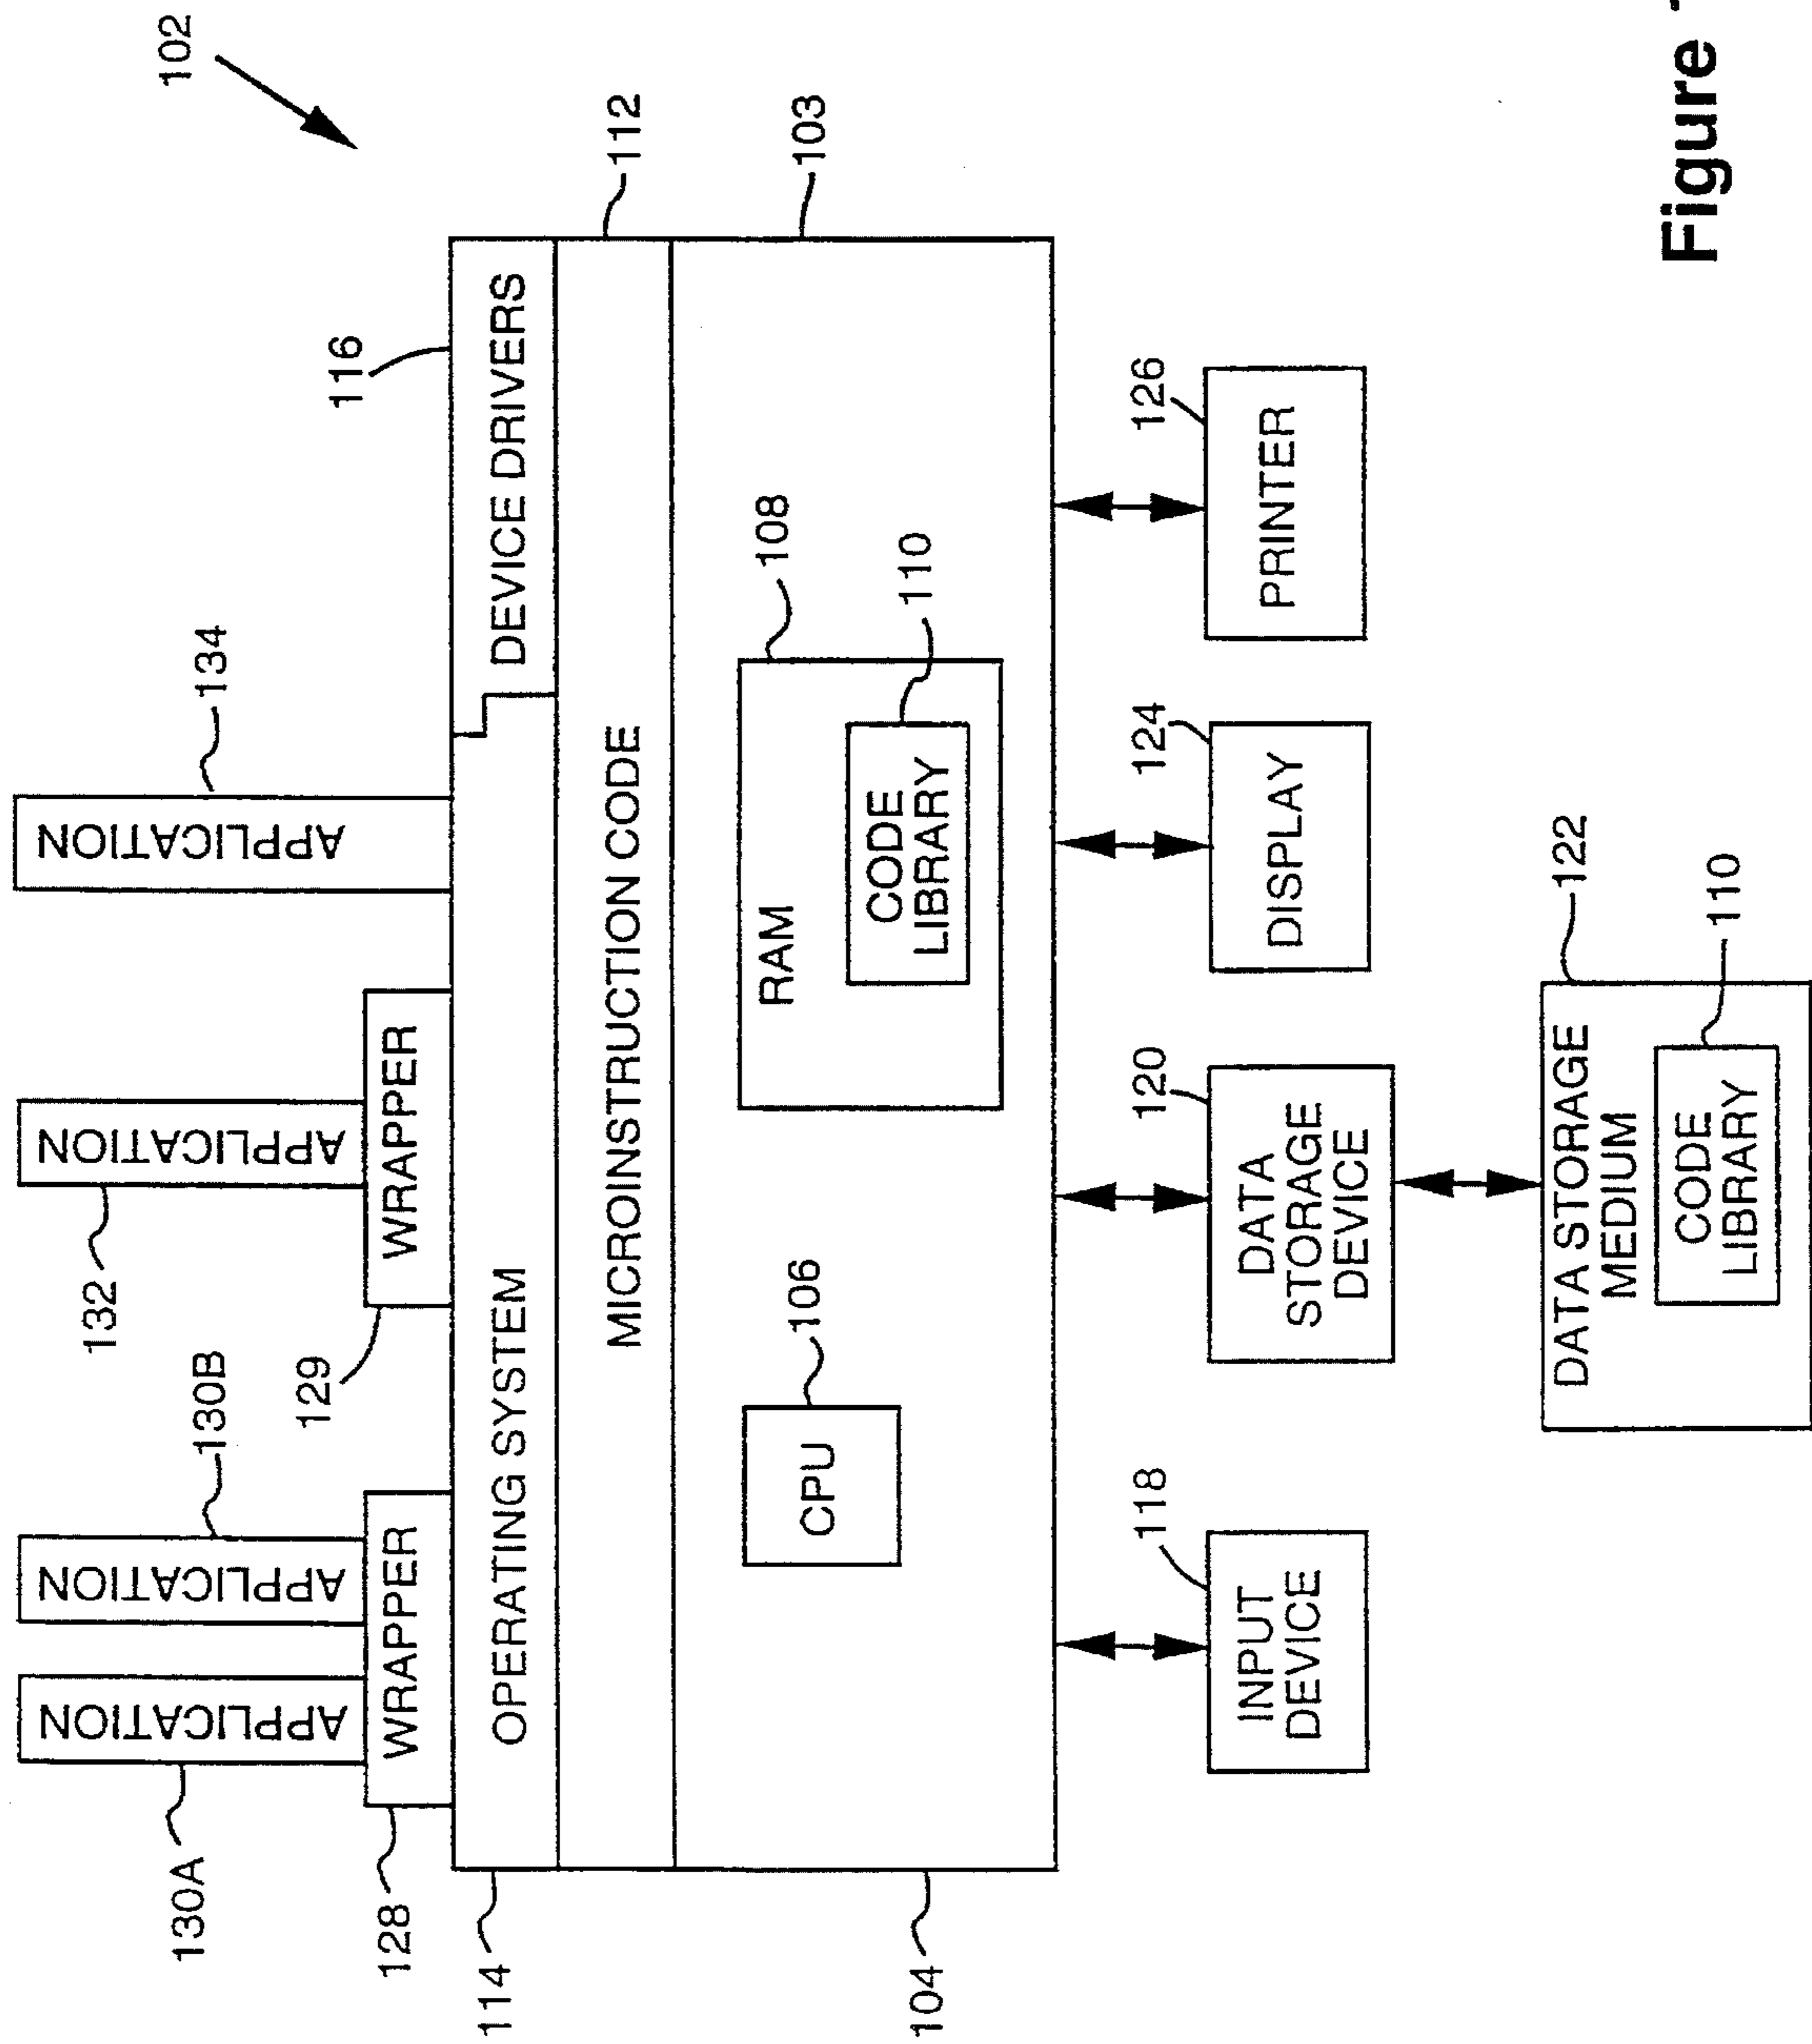 102
APPLICATION
APPLICATION
APPLICATION
APPLICATION
130A
130B
132
134
128
WRAPPER
129
WRAPPER
116
114
OPERATING SYSTEM
DEVICE DRIVERS
MICROINSTRUCTION CODE
112
103
CPU
106
RAM
108
CODE
LIBRARY
110
104
118
INPUT
DEVICE
120
DATA
STORAGE
DEVICE
124
DISPLAY
126
PRINTER
DATA STORAGE
MEDIUM
122
CODE
LIBRARY
110
Figure